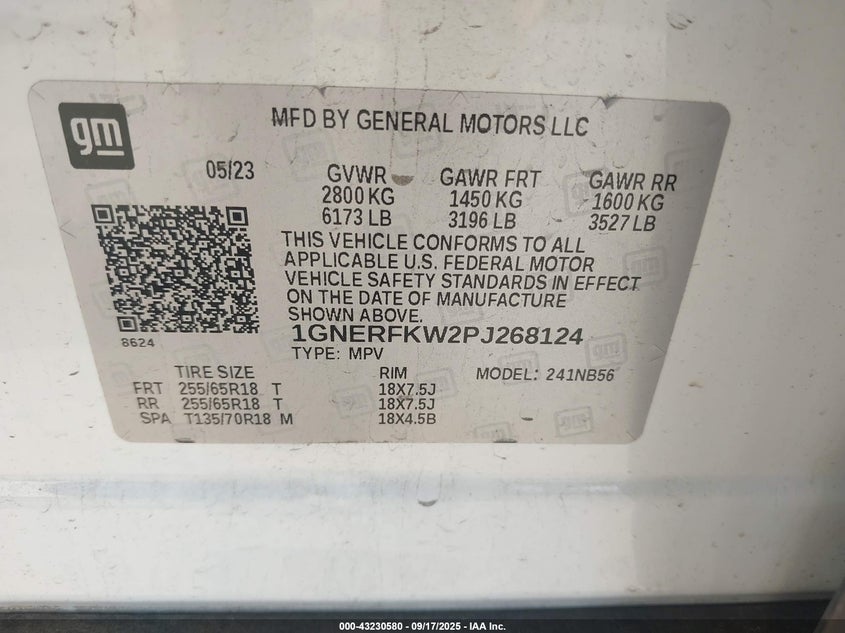 gm
MFD BY GENERAL MOTORS LLC
05/23
GVWR GAWR FRT GAWR RR
2800 KG 1450 KG 1600 KG
6173 LB 3196 LB 3527 LB
THIS VEHICLE CONFORMS TO ALL
APPLICABLE U.S. FEDERAL MOTOR
VEHICLE SAFETY STANDARDS IN EFFECT
ON THE DATE OF MANUFACTURE
SHOWN ABOVE.
1GNERFKW2PJ268124
8624
TYPE: MPV
TIRE SIZE RIM MODEL: 241NB56
FRT 255/65R18 T 18X7.5J
RR 255/65R18 T 18X7.5J
SPA T135/70R18 M 18X4.5B
000-43230580 - 09/17/2025 - IAA Inc.